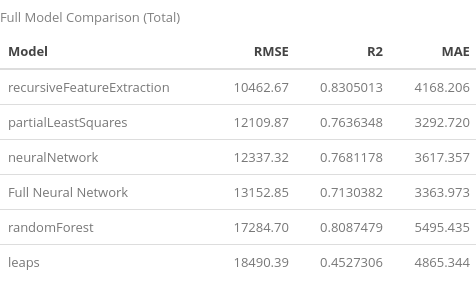 Full Model Comparison (Total)
Model RMSE R2 MAE
recursiveFeatureExtraction 10462.67 0.8305013 4168.206
partialLeastSquares 12109.87 0.7636348 3292.720
neuralNetwork 12337.32 0.7681178 3617.357
Full Neural Network 13152.85 0.7130382 3363.973
randomForest 17284.70 0.8087479 5495.435
leaps 18490.39 0.4527306 4865.344